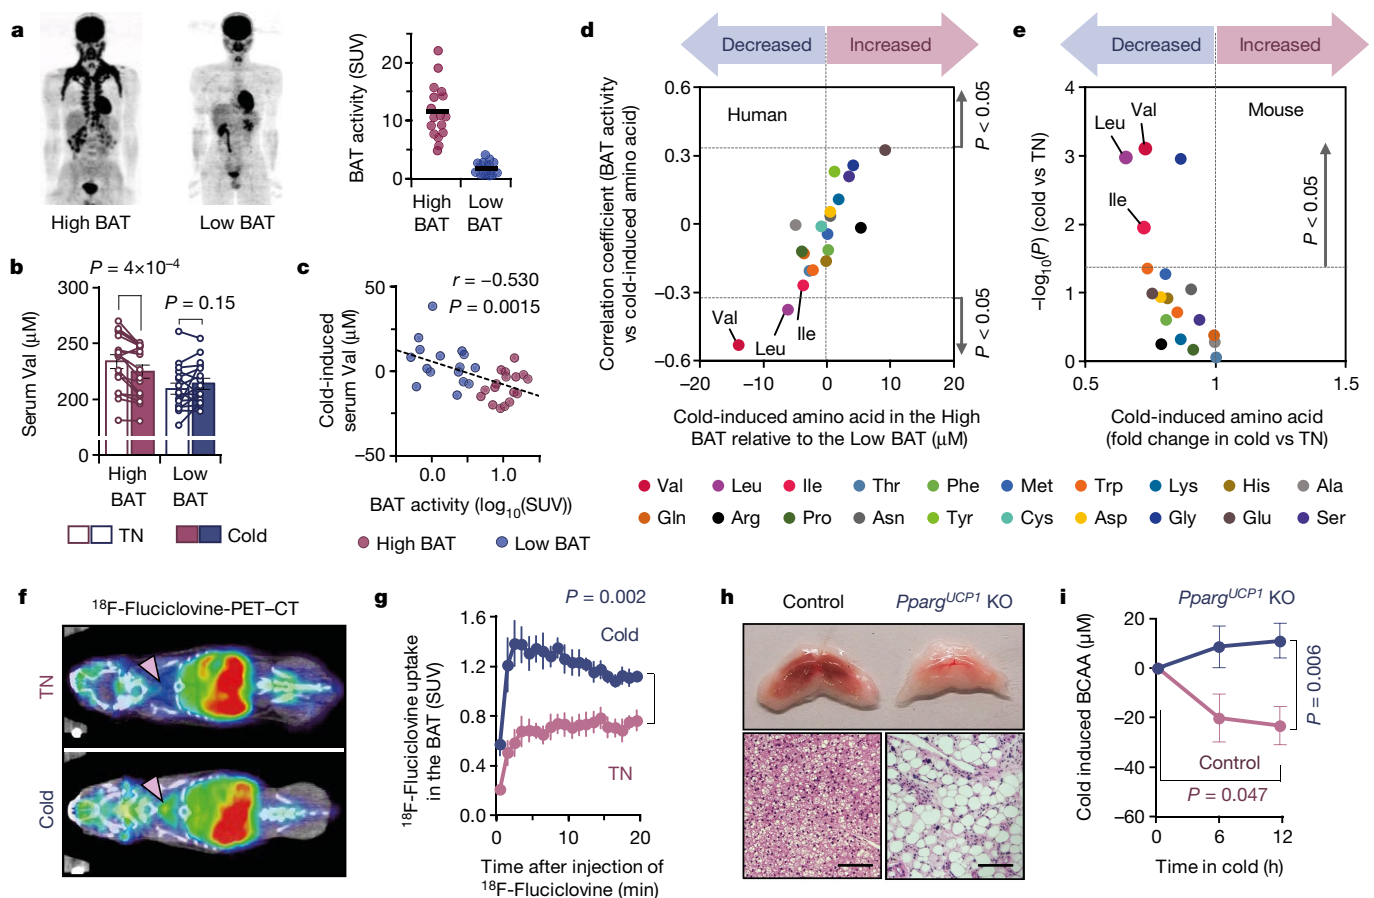 a
High BAT
Low BAT
BAT activity (SUV)
20
10
0
High
BAT
Low
BAT
b
P = 4×10⁻⁴
P = 0.15
Serum Val (μM)
300
250
200
0
High
BAT
Low
BAT
TN
Cold
c
r = −0.530
P = 0.0015
Cold-induced
serum Val (μM)
50
0
−50
0.0
1.0
BAT activity (log₁₀(SUV))
High BAT
Low BAT
d
Decreased
Increased
Human
Correlation coefficient (BAT activity
vs cold-induced amino acid)
0.6
0.3
0
−0.3
−0.6
P < 0.05
P < 0.05
Val
Leu
Ile
−20
−10
0
10
20
Cold-induced amino acid in the High
BAT relative to the Low BAT (μM)
e
Decreased
Increased
Mouse
−log₁₀(P) (cold vs TN)
4
3
2
1
0
Leu
Val
Ile
P < 0.05
0.5
1
1.5
Cold-induced amino acid
(fold change in cold vs TN)
Val Leu Ile Thr Phe Met Trp Lys His Ala
Gln Arg Pro Asn Tyr Cys Asp Gly Glu Ser
f
¹⁸F-Fluciclovine-PET–CT
TN
Cold
g
P = 0.002
¹⁸F-Fluciclovine uptake
in the BAT (SUV)
1.6
1.2
0.8
0.4
0.0
Cold
TN
0
10
20
Time after injection of
¹⁸F-Fluciclovine (min)
h
Control
Pparg^UCP1 KO
i
Pparg^UCP1 KO
Cold induced BCAA (μM)
20
0
−20
−40
−60
P = 0.006
Control
P = 0.047
0
6
12
Time in cold (h)